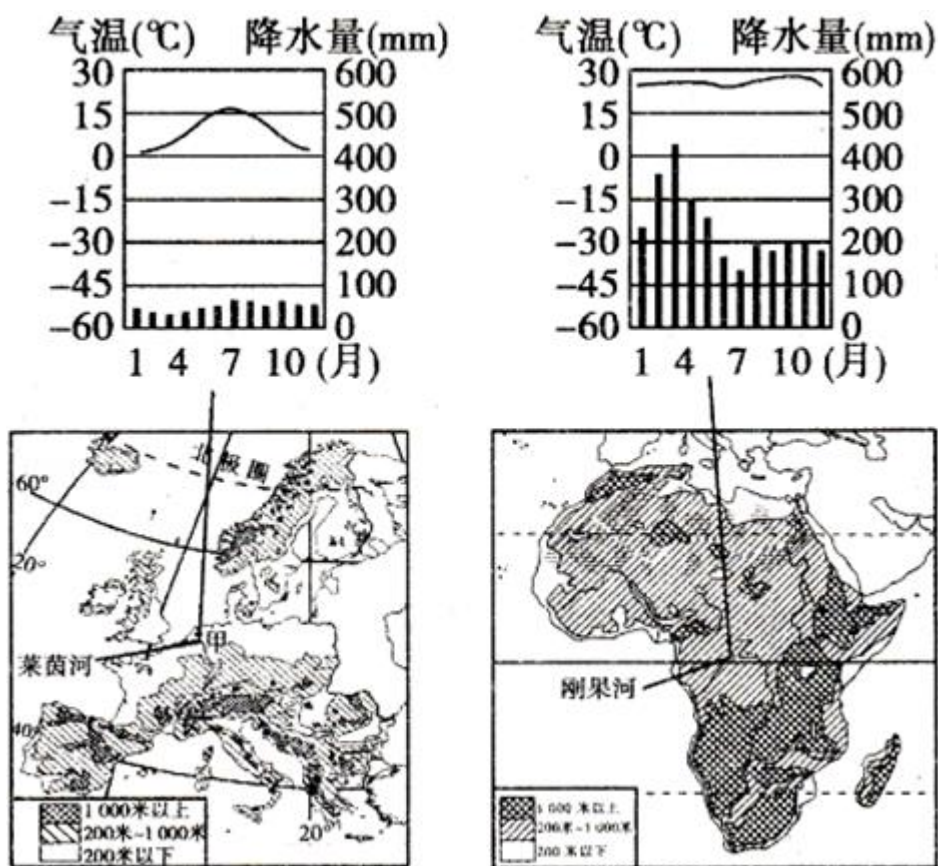 气温(℃) 降水量(mm)
30 600
15 500
0 400
-15 300
-30 200
-45 100
-60 0
1 4 7 10 (月)
气温(℃) 降水量(mm)
30 600
15 500
0 400
-15 300
-30 200
-45 100
-60 0
1 4 7 10 (月)
北极圈
60°
20°
甲
莱茵河
40°
20°
1 000米以上
200米~1 000米
200米以下
乙
刚果河
1 000米以上
200米~1 000米
200米以下